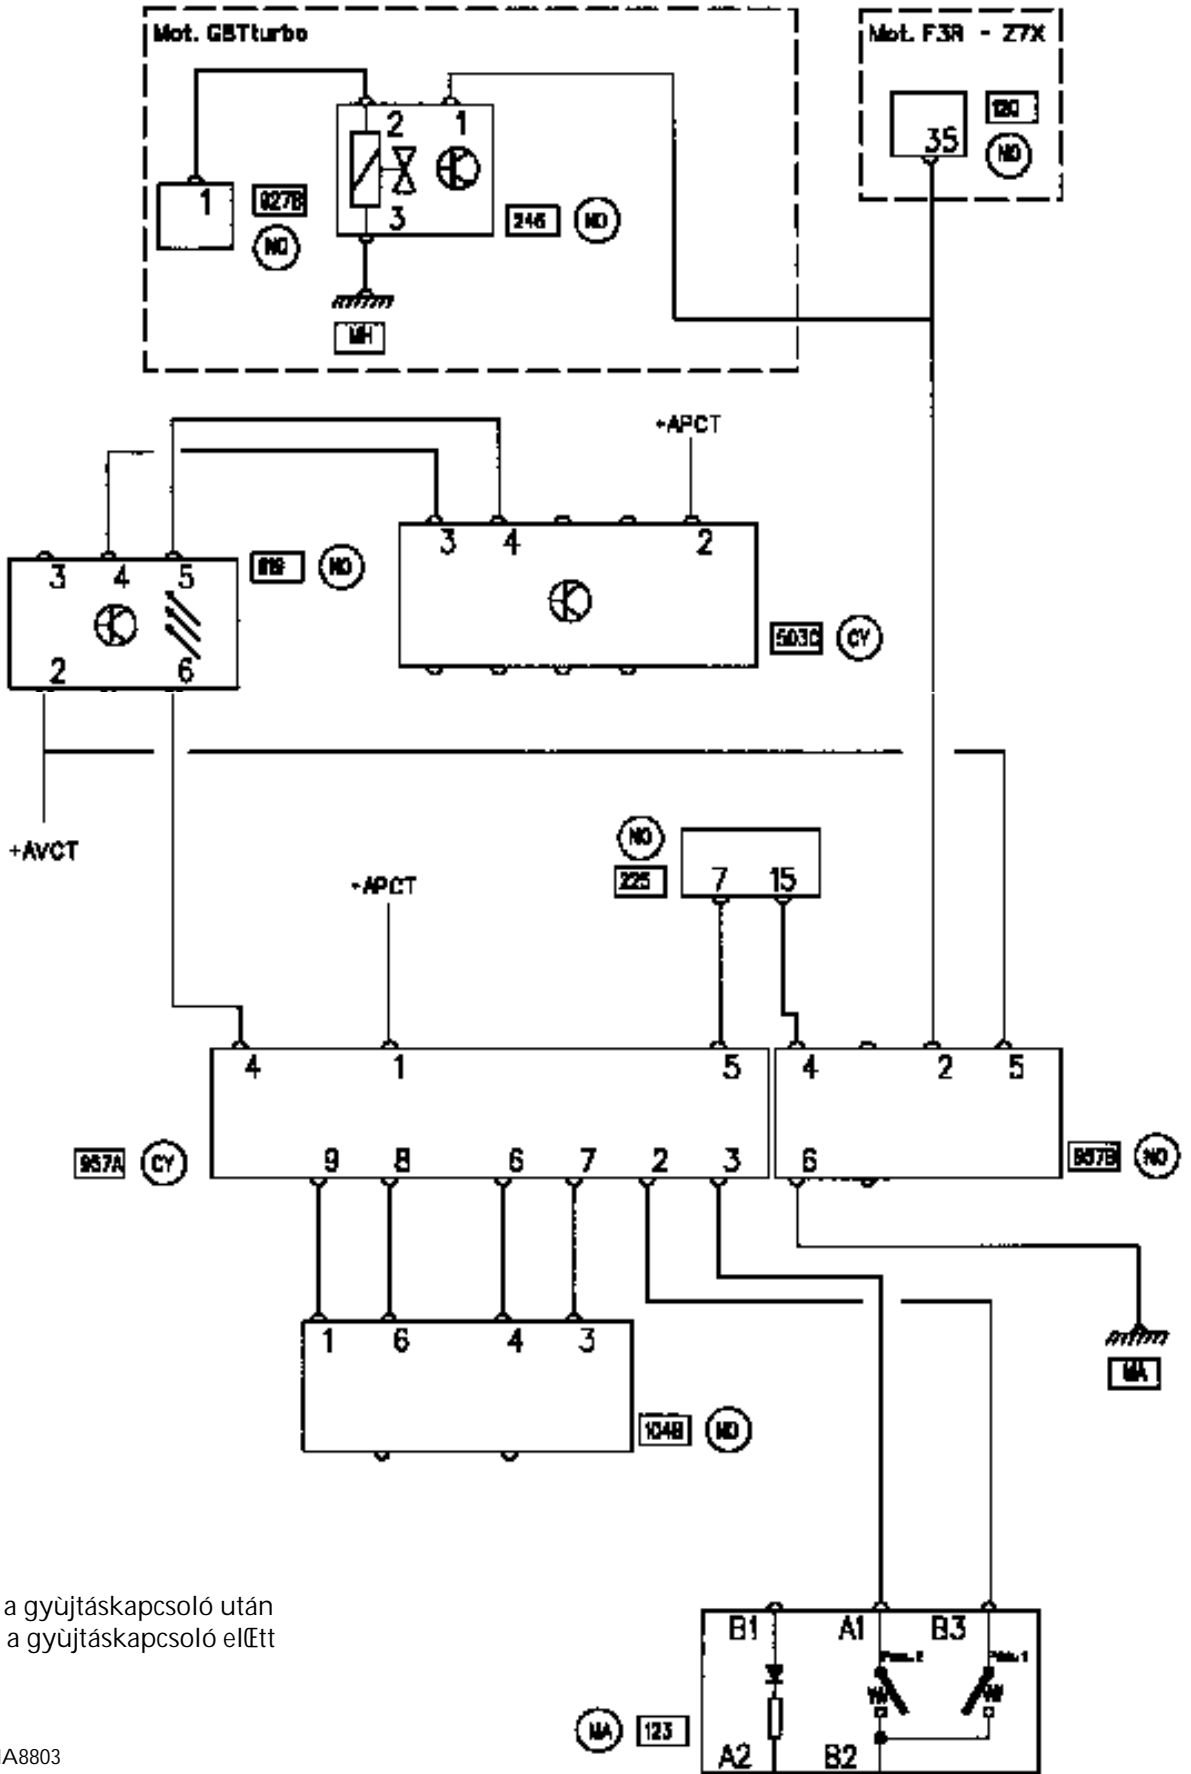 Mot. G8Tturbo
Mot. F3R - Z7X
2 1
120
35
NO
1
927B
3
246 NO
NO
MH
+APCT
3 4 2
3 4 5
819 NO
503C CY
2 6
+AVCT
NO
225
7 15
+APCT
4 1 5
4 2 5
957A CY
9 8 6 7 2 3
6
957B NO
1 6 4 3
MA
104B NO
a gyùjtáskapcsoló után
a gyùjtáskapcsoló elŒtt
B1 A1 B3
MA 123
A2 B2